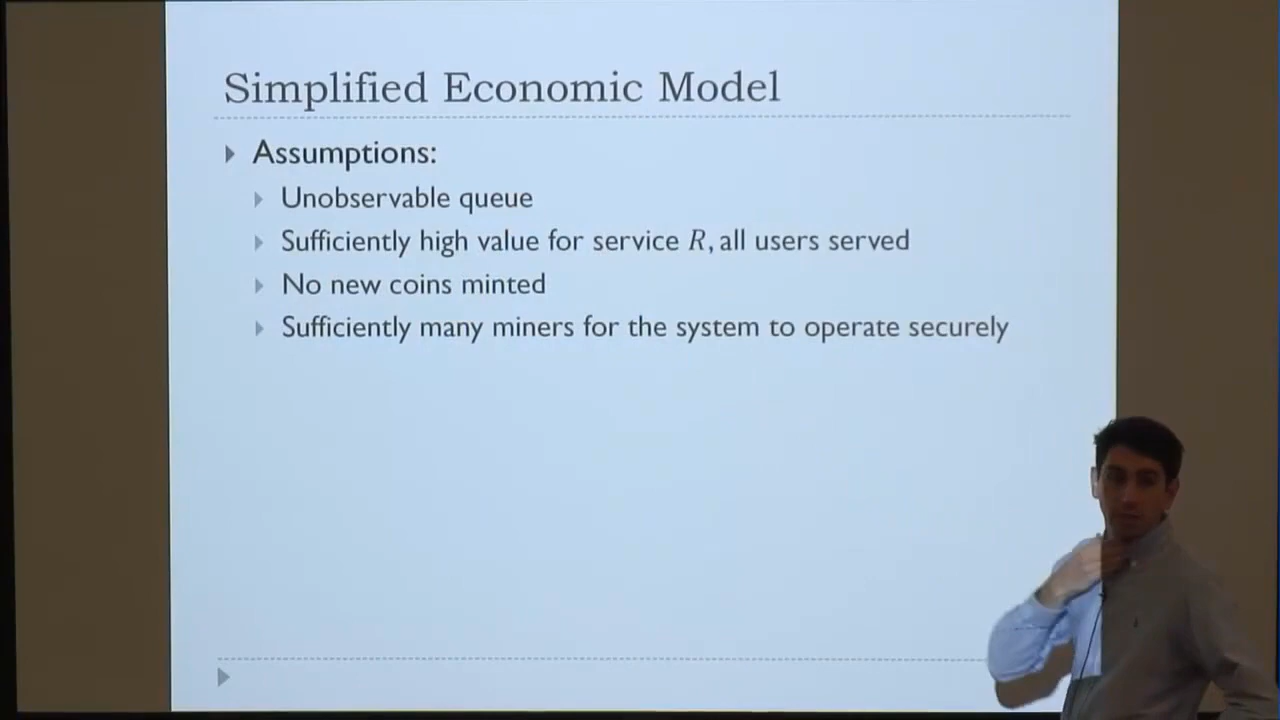 Simplified Economic Model
Assumptions:
Unobservable queue
Sufficiently high value for service R, all users served
No new coins minted
Sufficiently many miners for the system to operate securely